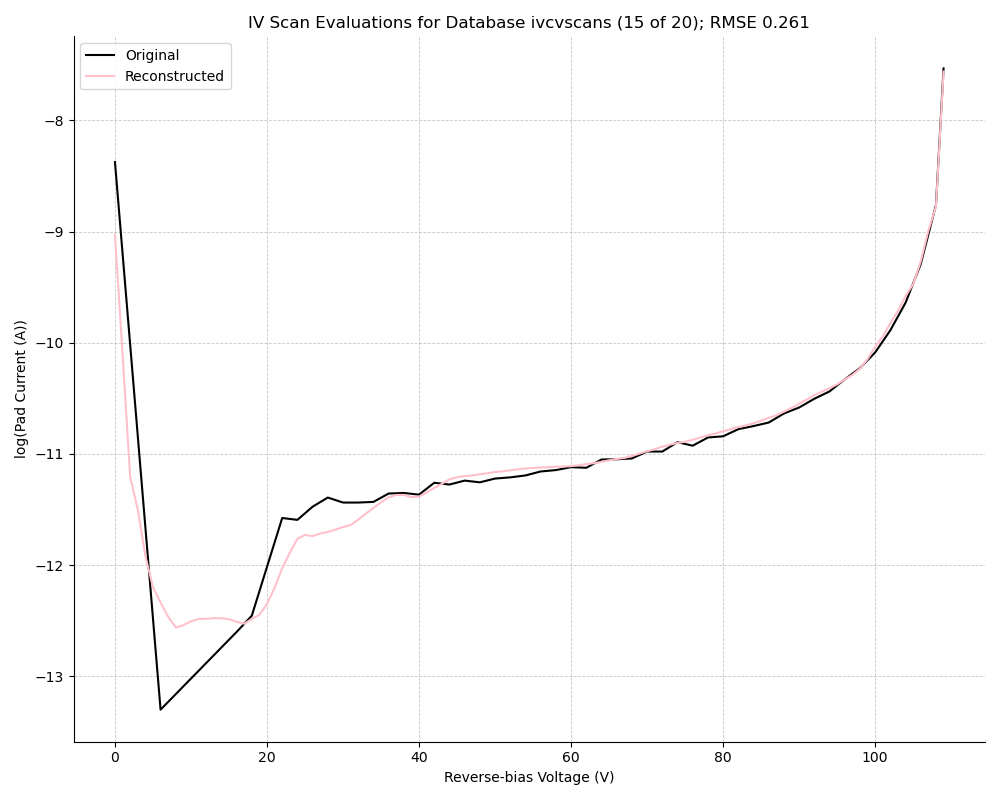 IV Scan Evaluations for Database ivcvscans (15 of 20); RMSE 0.261
Original
Reconstructed
−8
−9
−10
−11
−12
−13
log(Pad Current (A))
0 20 40 60 80 100
Reverse-bias Voltage (V)